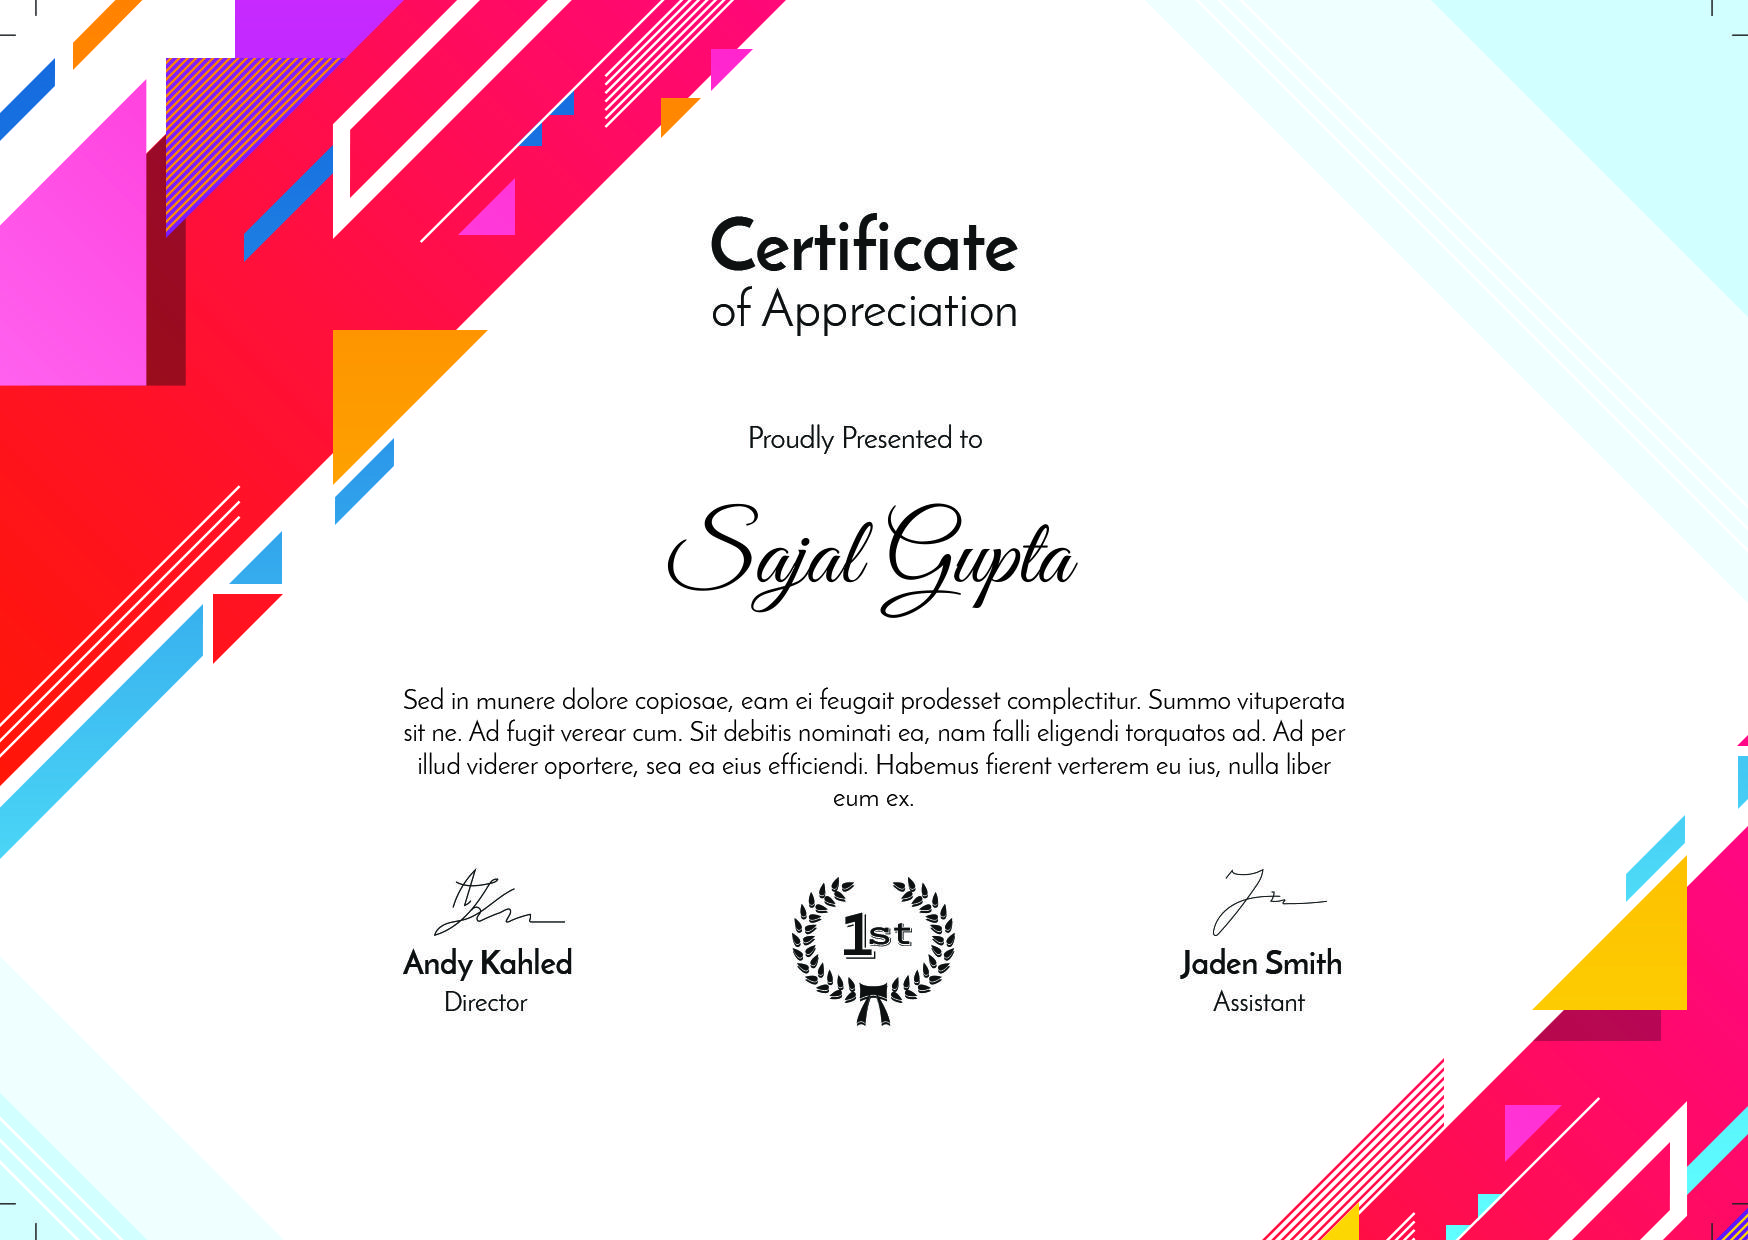 Certificate
of Appreciation
Proudly Presented to
Sajal Gupta
Sed in munere dolore copiosae, eam ei feugait prodesset complectitur. Summo vituperata
sit ne. Ad fugit verear cum. Sit debitis nominati ea, nam falli eligendi torquatos ad. Ad per
illud viderer oportere, sea ea eius efficiendi. Habemus fierent verterem eu ius, nulla liber
eum ex.
1st
Andy Kahled
Jaden Smith
Director
Assistant